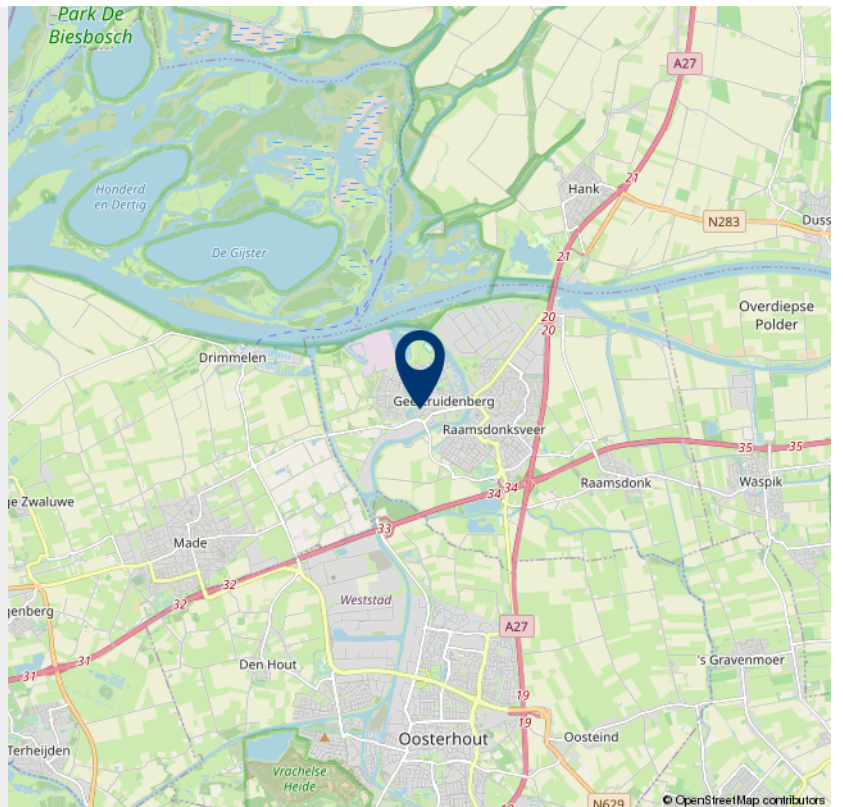 Park De
Biesbosch
A27
Hank
21
N283
Honderd
en Dertig
De Gijster
21
Overdiepse
Polder
20
20
Drimmelen
Raamsdonksveer
35
35
34
34
Raamsdonk
Waspik
33
Made
32
32
Weststad
A27
31
31
Den Hout
's Gravenmoer
19
19
Oosterhout
Oosteind
Terheijden
Vrachelse
Heide
N629
© OpenStreetMap contributors